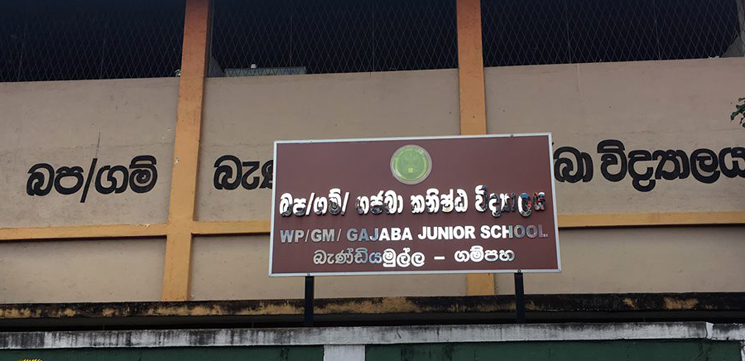 බප/ගම් බැ බා විද්‍යාලය
බප/ගම්/ ගජබා කනිෂ්ඨ විද්‍යාලය
WP/GM/ GAJABA JUNIOR SCHOOL
බැණ්ඩියමුල්ල - ගම්පහ